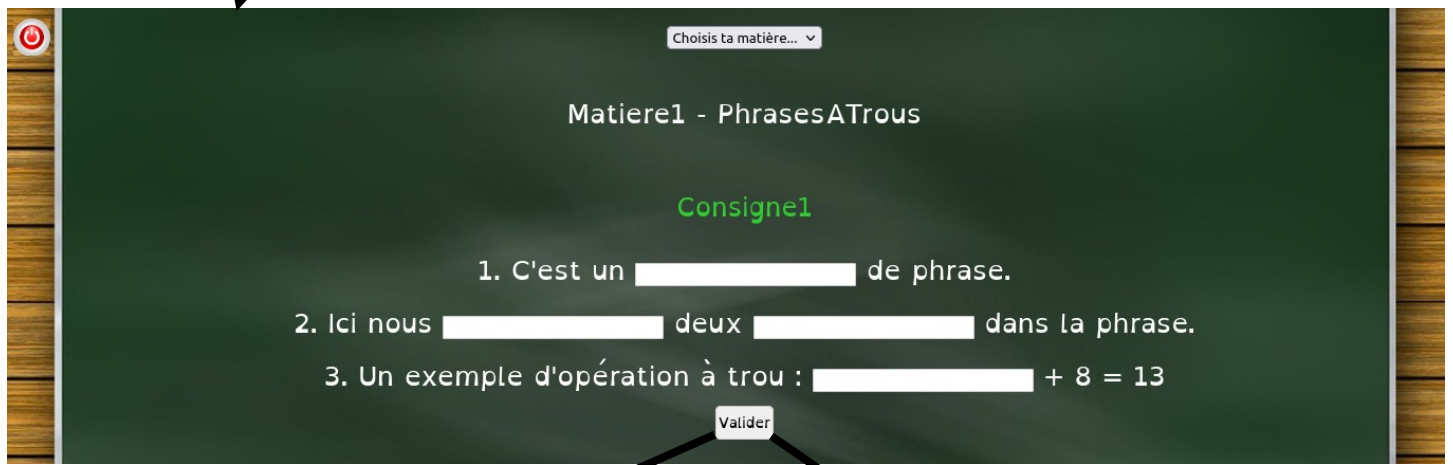 Choisis ta matière...
Matiere1 - PhrasesATrous
Consigne1
1. C'est un de phrase.
2. Ici nous deux dans la phrase.
3. Un exemple d'opération à trou : + 8 = 13
Valider